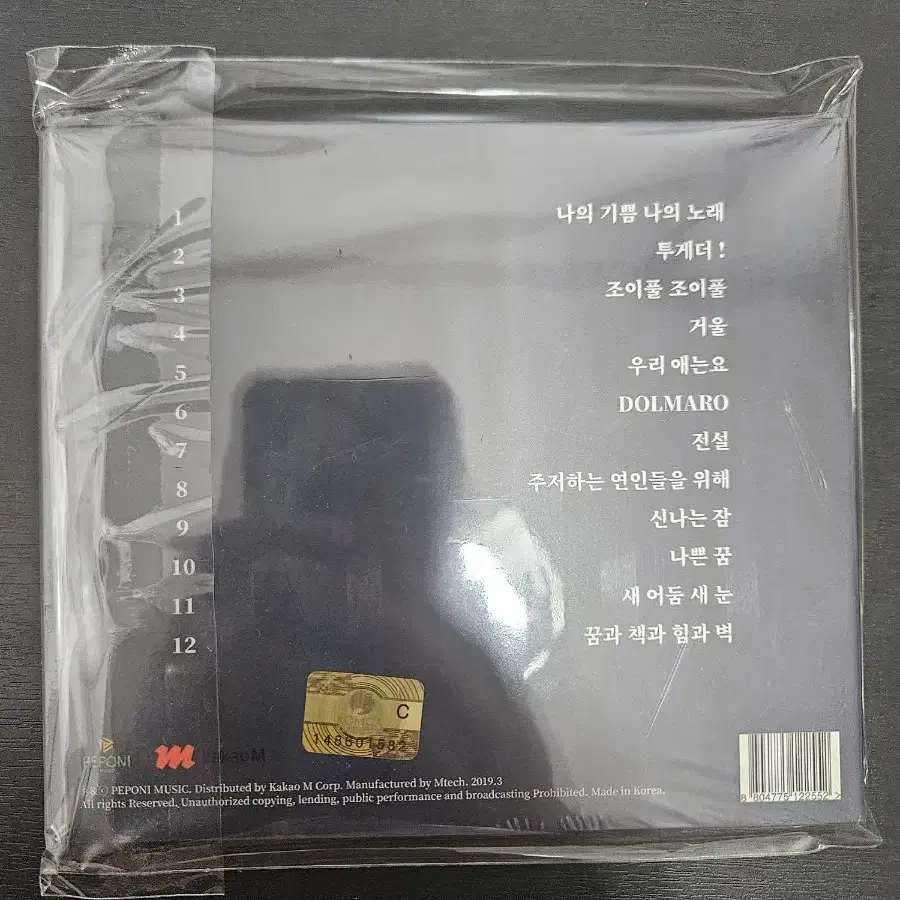 1 나의 기쁨 나의 노래
2 투게더 !
3 조이풀 조이풀
4 거울
5 우리 애는요
6 DOLMARO
7 전설
8 주저하는 연인들을 위해
9 신나는 잠
10 나쁜 꿈
11 새 어둠 새 눈
12 꿈과 책과 힘과 벽
KOMCA C
148601582
PEPONI
m
℗ & © PEPONI MUSIC. Distributed by Kakao M Corp. Manufactured by Mtech. 2019.3
All rights Reserved. Unauthorized copying, lending, public performance and broadcasting Prohibited. Made in Korea.
8 804775 122552